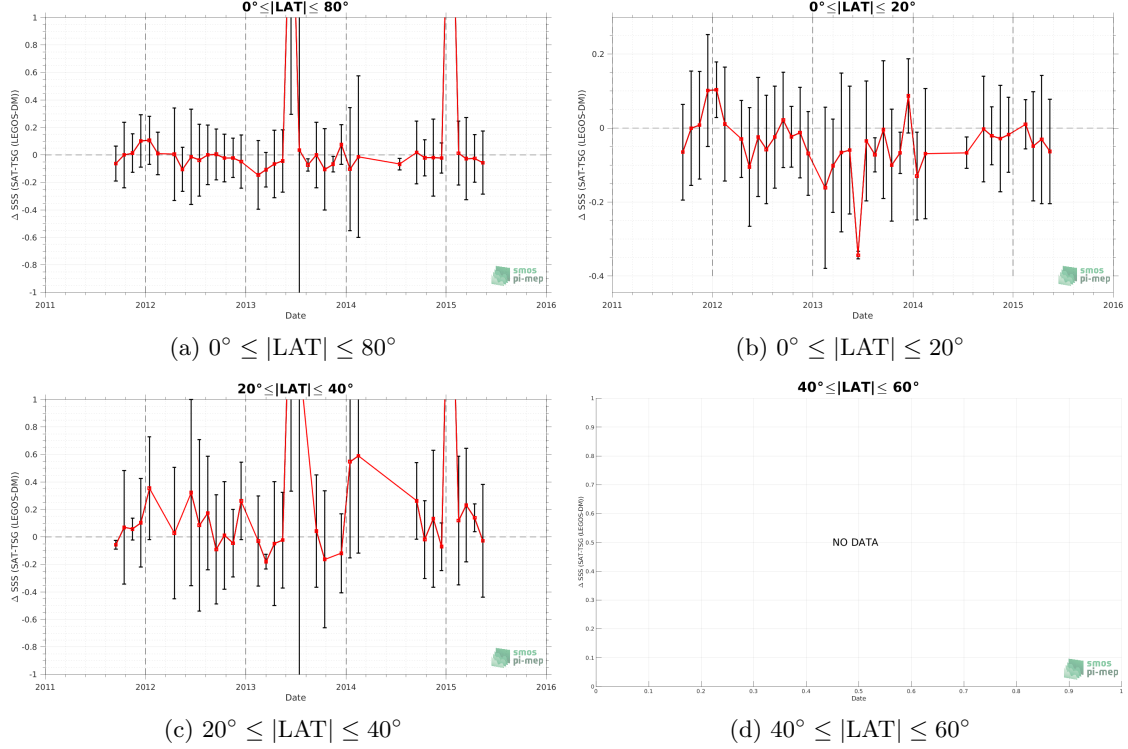 0°≤|LAT|≤ 80°
1
0.8
0.6
0.4
0.2
0
-0.2
-0.4
-0.6
-0.8
-1
Δ SSS (SAT-TSG (LEGOS-DM))
2011 2012 2013 2014 2015 2016
Date
smos
pi-mep
(a) 0° ≤ |LAT| ≤ 80°
0°≤|LAT|≤ 20°
0.2
0
-0.2
-0.4
Δ SSS (SAT-TSG (LEGOS-DM))
2011 2012 2013 2014 2015 2016
Date
smos
pi-mep
(b) 0° ≤ |LAT| ≤ 20°
20°≤|LAT|≤ 40°
1
0.8
0.6
0.4
0.2
0
-0.2
-0.4
-0.6
-0.8
-1
Δ SSS (SAT-TSG (LEGOS-DM))
2011 2012 2013 2014 2015 2016
Date
smos
pi-mep
(c) 20° ≤ |LAT| ≤ 40°
40°≤|LAT|≤ 60°
1
0.9
0.8
0.7
0.6
0.5
0.4
0.3
0.2
0.1
0
Δ SSS (SAT-TSG (LEGOS-DM))
NO DATA
0 0.1 0.2 0.3 0.4 0.5 0.6 0.7 0.8 0.9 1
Date
smos
pi-mep
(d) 40° ≤ |LAT| ≤ 60°